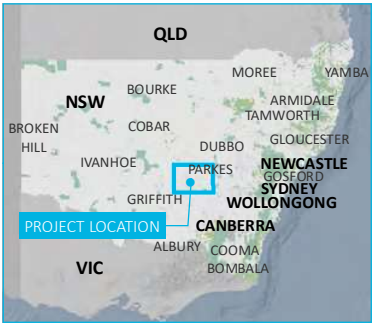 QLD
MOREE
YAMBA
BOURKE
NSW
ARMIDALE
TAMWORTH
BROKEN
HILL
COBAR
GLOUCESTER
DUBBO
IVANHOE
PARKES
NEWCASTLE
GOSFORD
SYDNEY
GRIFFITH
WOLLONGONG
PROJECT LOCATION
CANBERRA
ALBURY
COOMA
VIC
BOMBALA